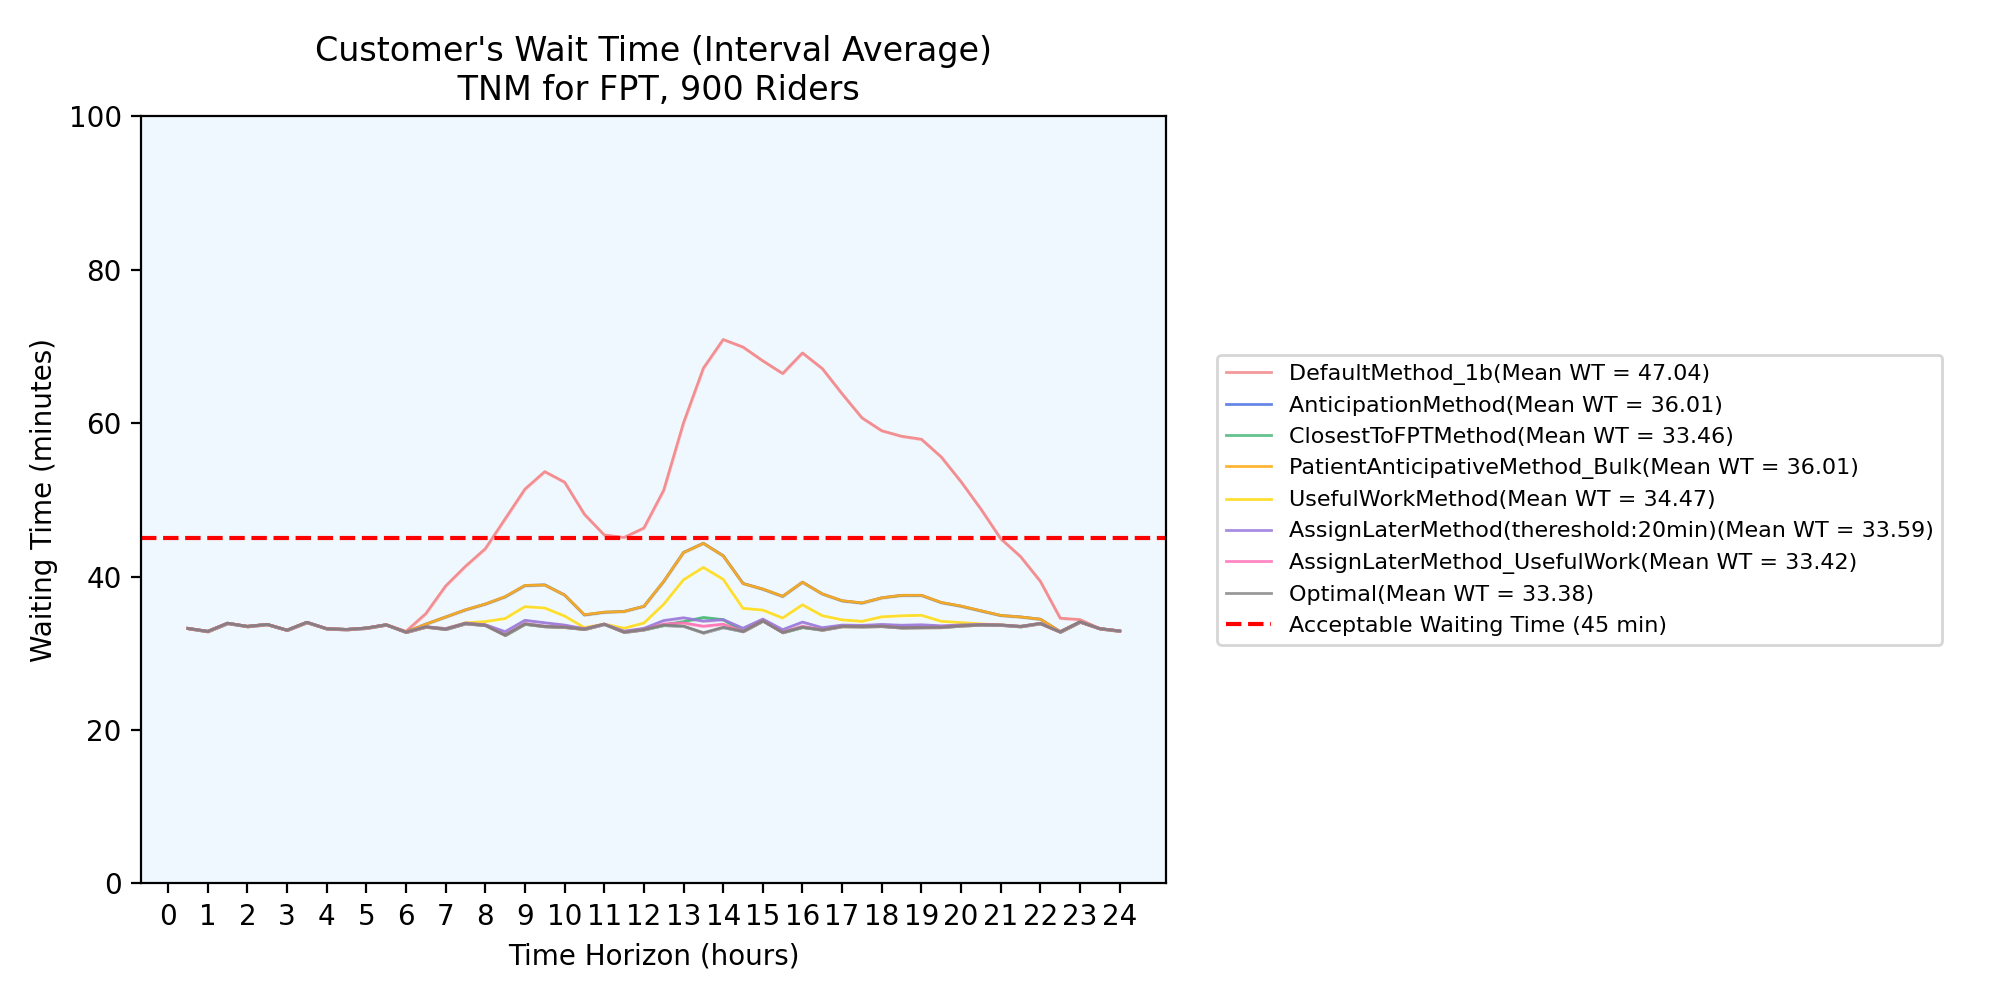 Customer's Wait Time (Interval Average)
TNM for FPT, 900 Riders
Waiting Time (minutes)
100
80
60
40
20
0
0 1 2 3 4 5 6 7 8 9 10 11 12 13 14 15 16 17 18 19 20 21 22 23 24
Time Horizon (hours)
DefaultMethod_1b(Mean WT = 47.04)
AnticipationMethod(Mean WT = 36.01)
ClosestToFPTMethod(Mean WT = 33.46)
PatientAnticipativeMethod_Bulk(Mean WT = 36.01)
UsefulWorkMethod(Mean WT = 34.47)
AssignLaterMethod(thereshold:20min)(Mean WT = 33.59)
AssignLaterMethod_UsefulWork(Mean WT = 33.42)
Optimal(Mean WT = 33.38)
Acceptable Waiting Time (45 min)